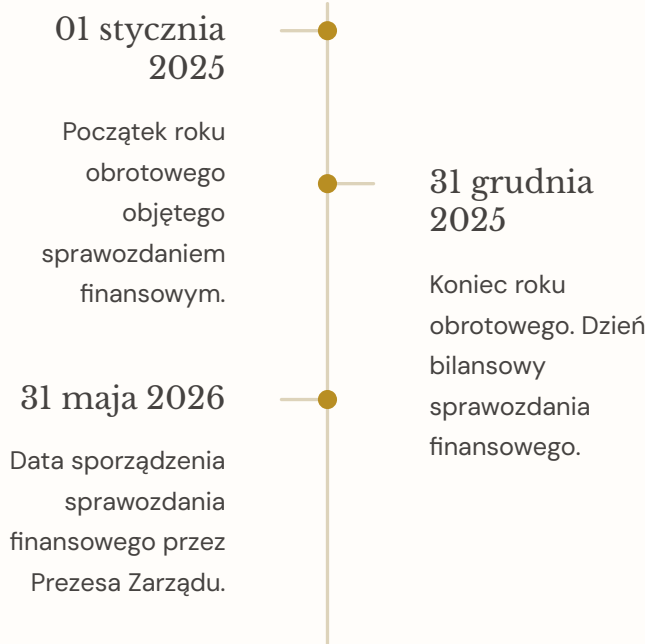 01 stycznia
2025
Początek roku
obrotowego
objętego
sprawozdaniem
finansowym.
31 grudnia
2025
Koniec roku
obrotowego. Dzień
bilansowy
sprawozdania
finansowego.
31 maja 2026
Data sporządzenia
sprawozdania
finansowego przez
Prezesa Zarządu.